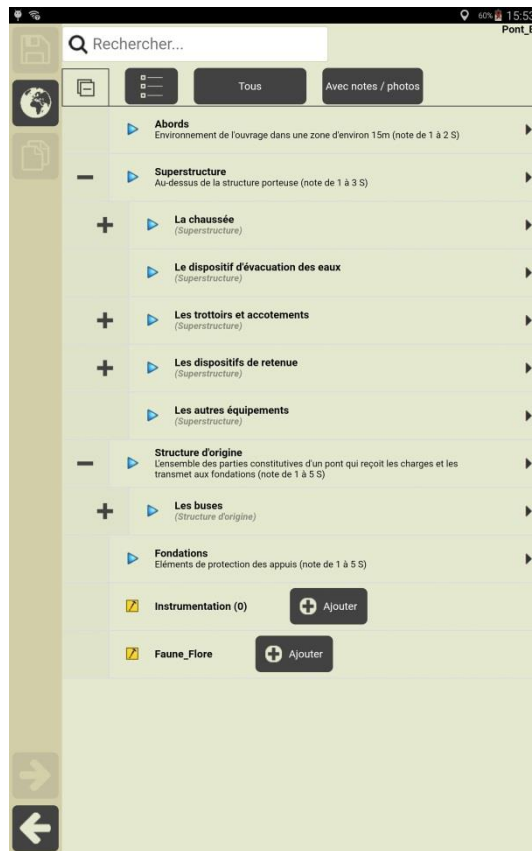 60% 15:53
Pont_E
Rechercher...
Tous
Avec notes / photos
Abords
Environnement de l'ouvrage dans une zone d'environ 15m (note de 1 à 2 S)
Superstructure
Au-dessus de la structure porteuse (note de 1 à 3 S)
La chaussée
(Superstructure)
Le dispositif d'évacuation des eaux
(Superstructure)
Les trottoirs et accotements
(Superstructure)
Les dispositifs de retenue
(Superstructure)
Les autres équipements
(Superstructure)
Structure d'origine
L'ensemble des parties constitutives d'un pont qui reçoit les charges et les
transmet aux fondations (note de 1 à 5 S)
Les buses
(Structure d'origine)
Fondations
Eléments de protection des appuis (note de 1 à 5 S)
Instrumentation (0)
Ajouter
Faune_Flore
Ajouter